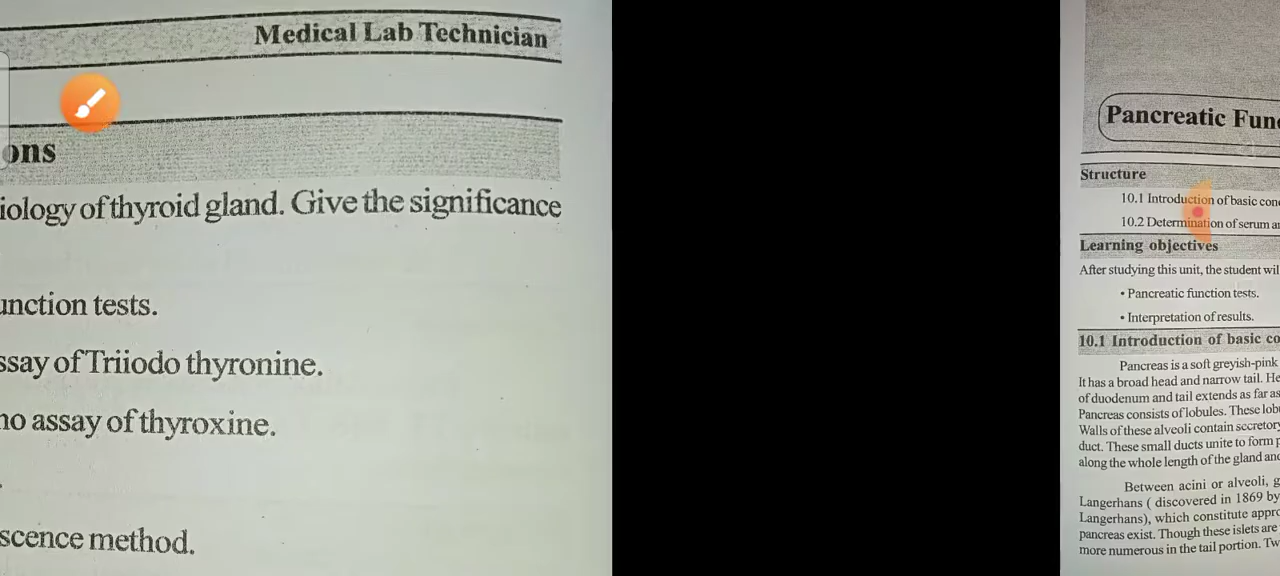 Medical Lab Technician
ons
iology of thyroid gland. Give the significance
unction tests.
ssay of Triiodo thyronine.
no assay of thyroxine.
.
scence method.
Pancreatic Func
Structure
10.1 Introduction of basic conc
10.2 Determination of serum a
Learning objectives
After studying this unit, the student wil
• Pancreatic function tests.
• Interpretation of results.
10.1 Introduction of basic co
Pancreas is a soft greyish-pink
It has a broad head and narrow tail. He
of duodenum and tail extends as far as
Pancreas consists of lobules. These lobu
Walls of these alveoli contain secretory
duct. These small ducts unite to form p
along the whole length of the gland and
Between acini or alveoli, g
Langerhans ( discovered in 1869 by
Langerhans), which constitute appro
pancreas exist. Though these islets are
more numerous in the tail portion. Tw